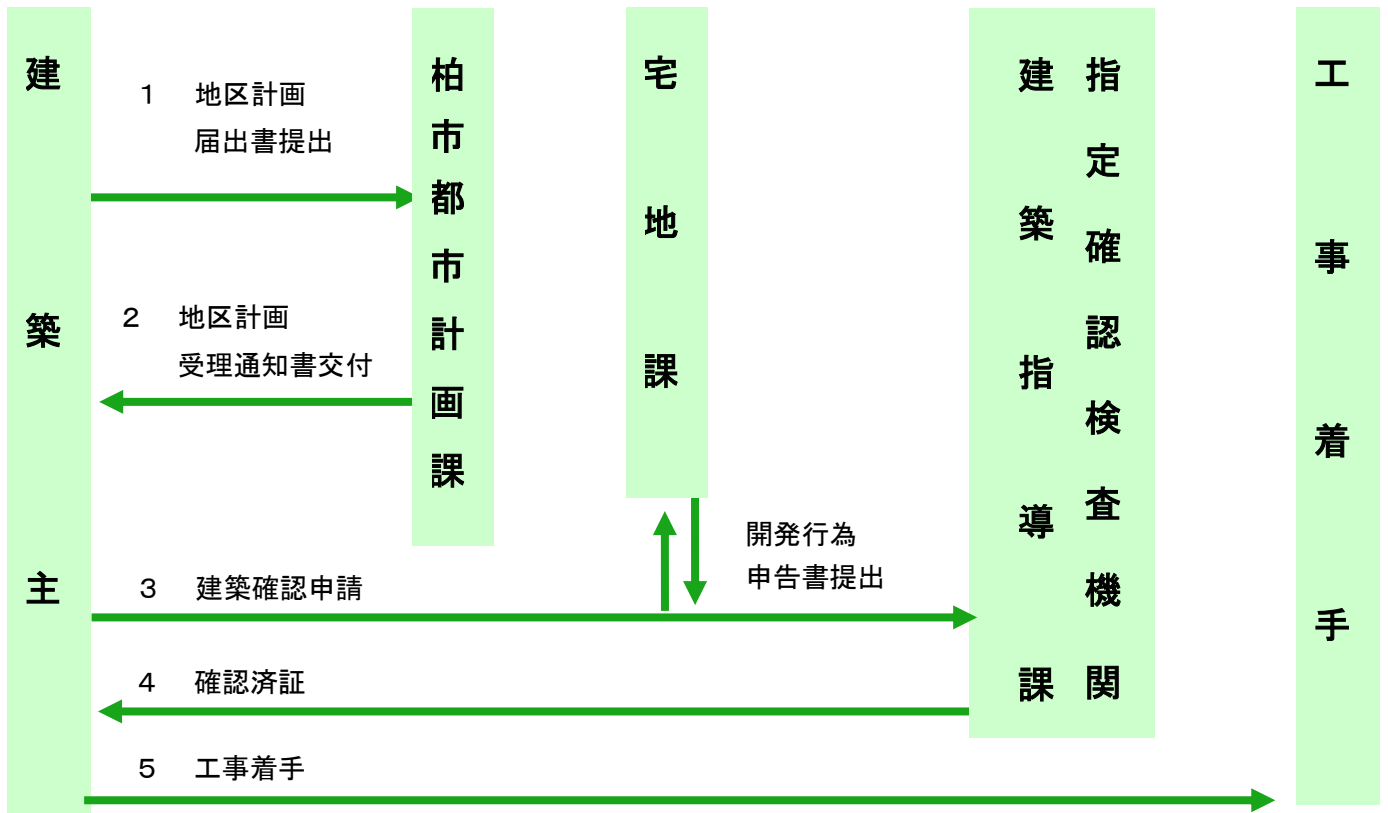 建築主
1 地区計画
届出書提出
2 地区計画
受理通知書交付
柏市都市計画課
宅地課
開発行為
申告書提出
3 建築確認申請
4 確認済証
5 工事着手
指定確認検査機関
建築指導課
工事着手